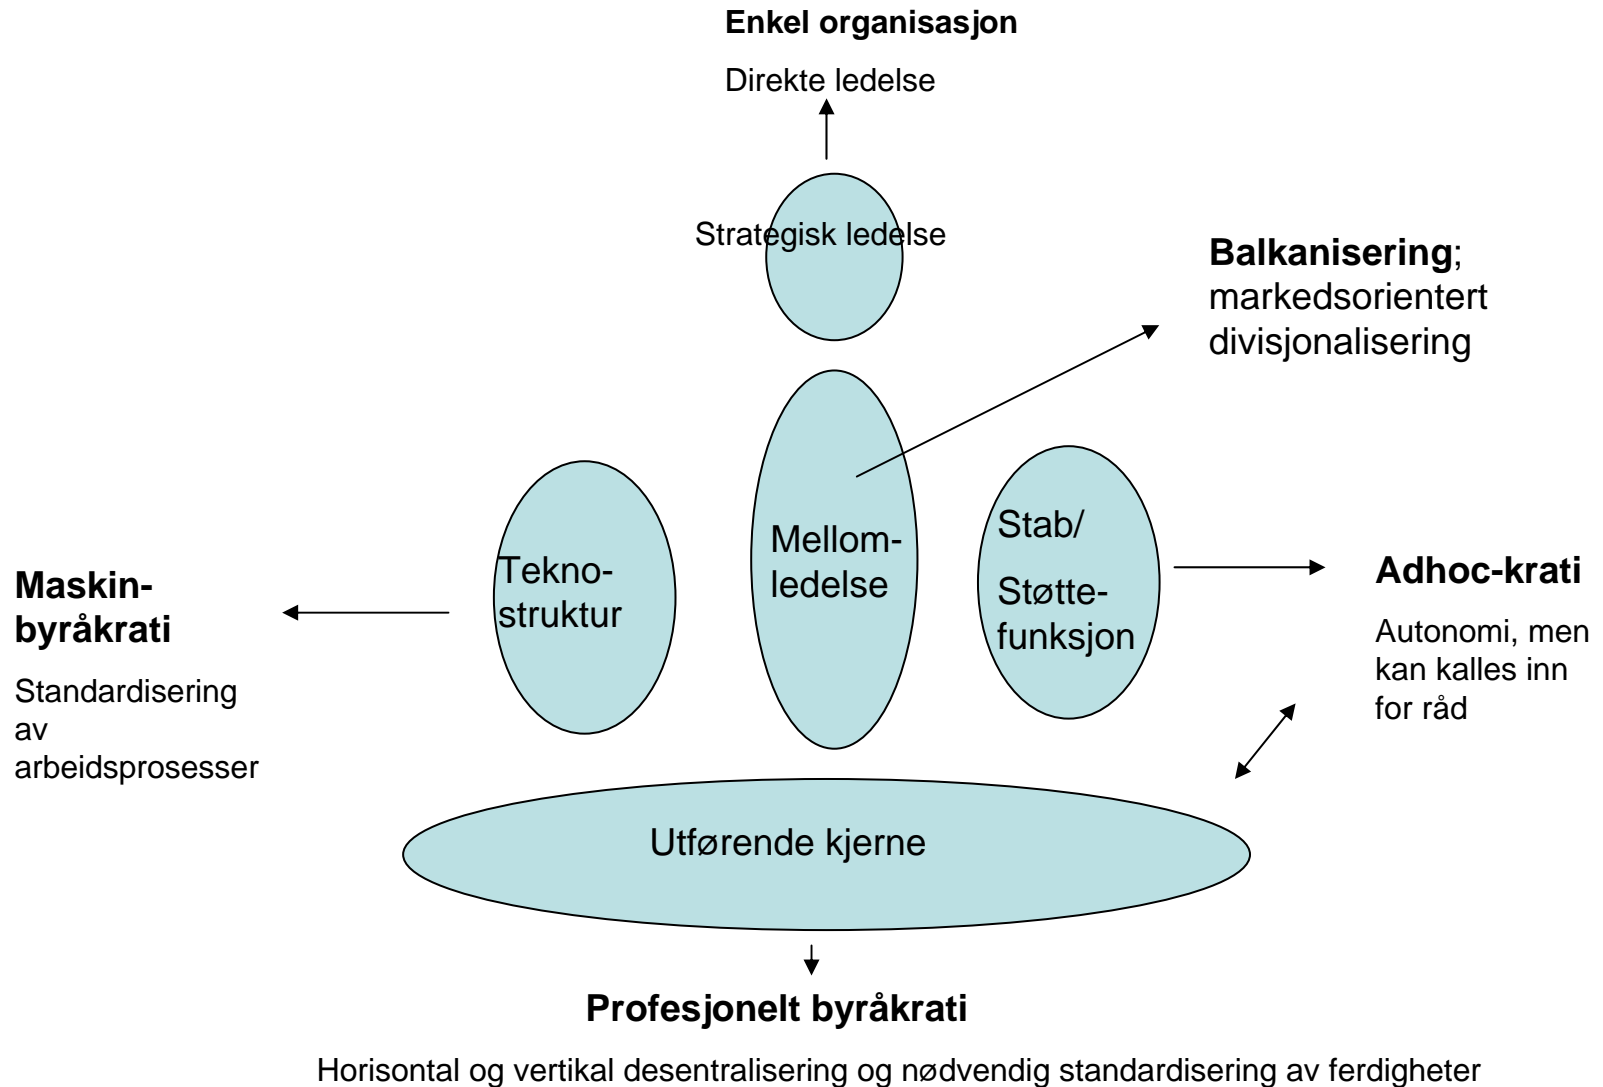 Enkel organisasjon
Direkte ledelse
Strategisk ledelse
Balkanisering;
markedsorientert
divisjonalisering
Mellom-
ledelse
Stab/
Støtte-
funksjon
Tekno-
struktur
Maskin-
byråkrati
Standardisering
av
arbeidsprosesser
Adhoc-krati
Autonomi, men
kan kalles inn
for råd
Utførende kjerne
Profesjonelt byråkrati
Horisontal og vertikal desentralisering og nødvendig standardisering av ferdigheter